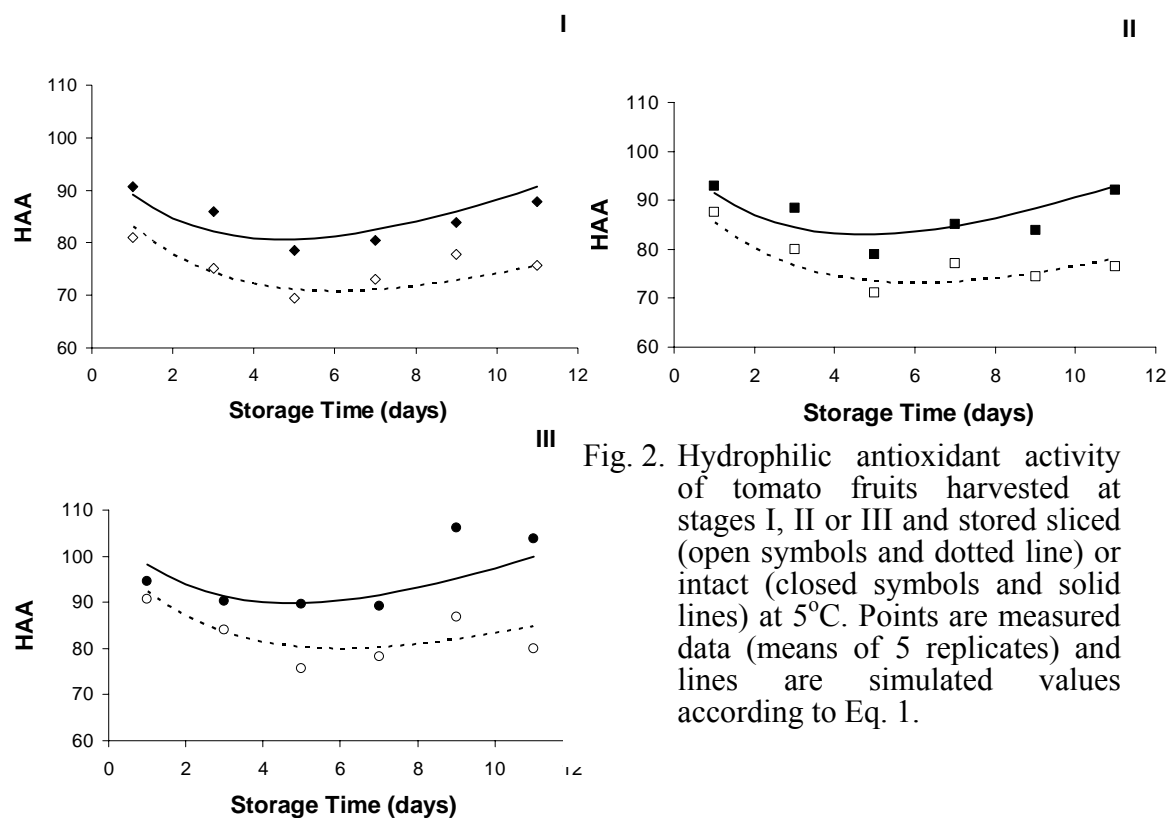 I
110
100
90
80
70
60
HAA
0 2 4 6 8 10 12
Storage Time (days)
II
110
100
90
80
70
60
HAA
0 2 4 6 8 10 12
Storage Time (days)
III
110
100
90
80
70
60
HAA
0 2 4 6 8 10 12
Storage Time (days)
Fig. 2. Hydrophilic antioxidant activity
of tomato fruits harvested at
stages I, II or III and stored sliced
(open symbols and dotted line) or
intact (closed symbols and solid
lines) at 5°C. Points are measured
data (means of 5 replicates) and
lines are simulated values
according to Eq. 1.